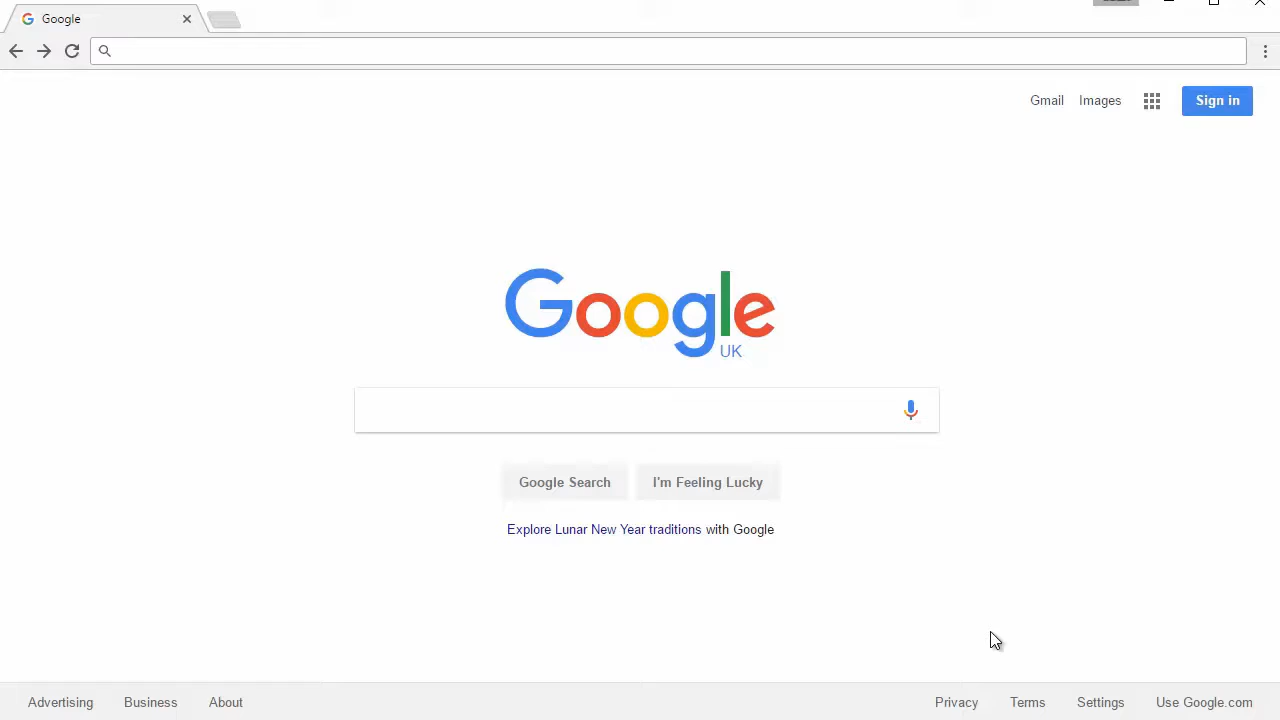 Google
Gmail Images Sign in
Google
UK
Google Search I'm Feeling Lucky
Explore Lunar New Year traditions with Google
Advertising Business About Privacy Terms Settings Use Google.com